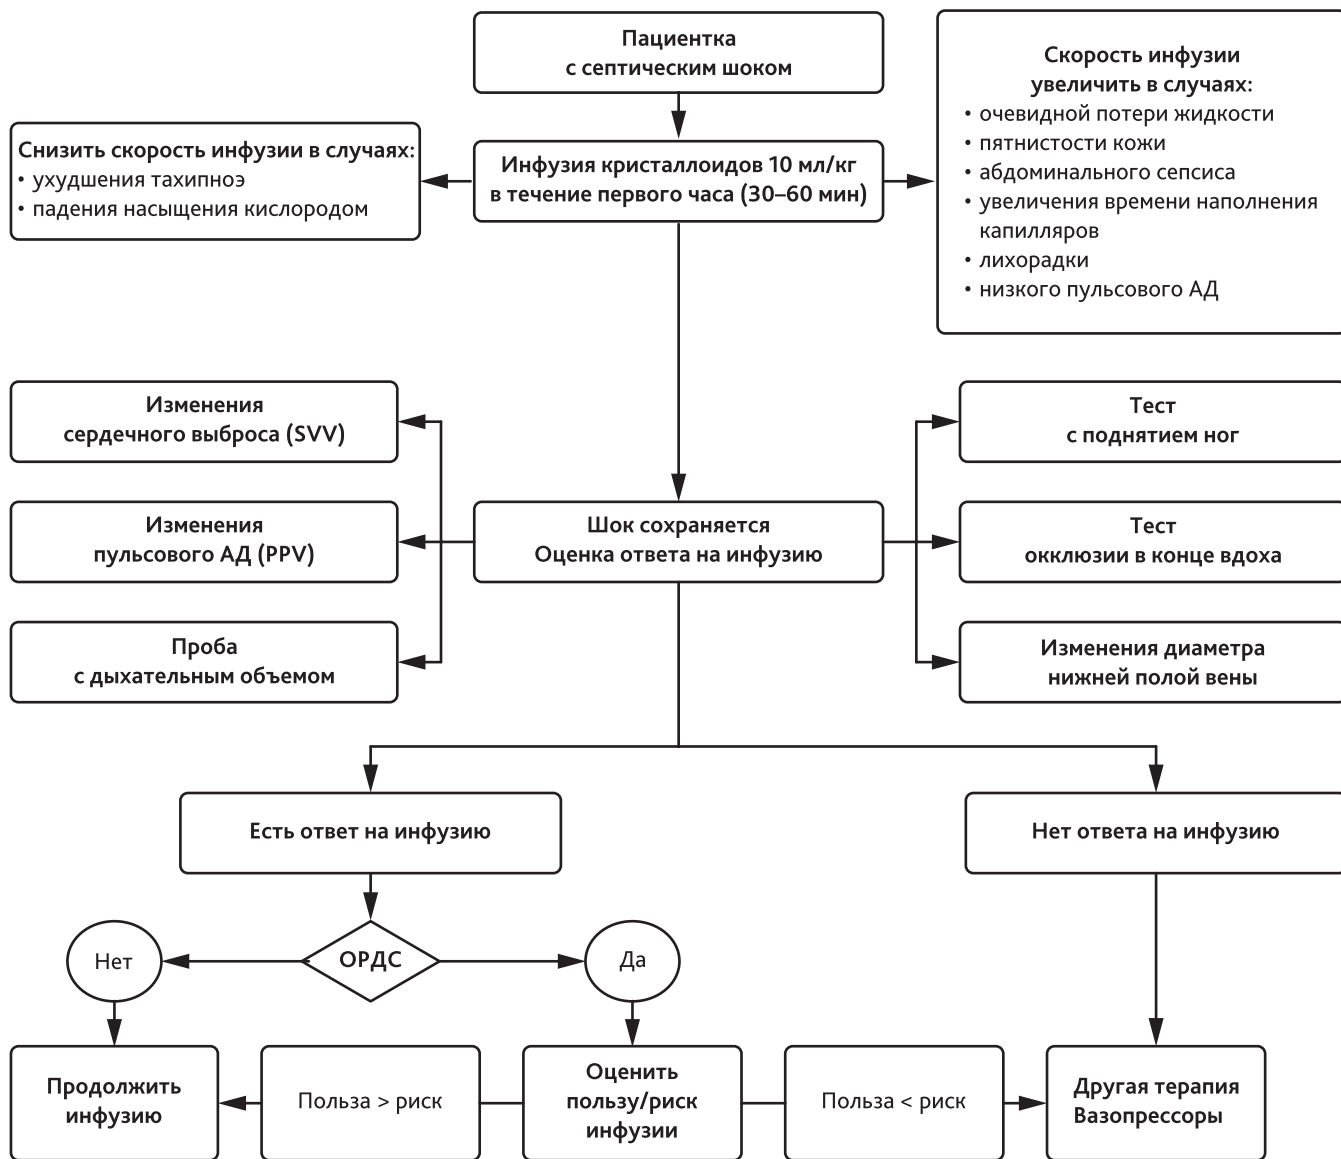 Пациентка
с септическим шоком
Скорость инфузии
увеличить в случаях:
• очевидной потери жидкости
• пятнистости кожи
• абдоминального сепсиса
• увеличения времени наполнения
капилляров
• лихорадки
• низкого пульсового АД
Снизить скорость инфузии в случаях:
• ухудшения тахипноэ
• падения насыщения кислородом
Инфузия кристаллоидов 10 мл/кг
в течение первого часа (30–60 мин)
Изменения
сердечного выброса (SVV)
Тест
с поднятием ног
Изменения
пульсового АД (PPV)
Шок сохраняется
Оценка ответа на инфузию
Тест
окклюзии в конце вдоха
Проба
с дыхательным объемом
Изменения диаметра
нижней полой вены
Есть ответ на инфузию
Нет ответа на инфузию
Нет
ОРДС
Да
Продолжить
инфузию
Польза > риск
Оценить
пользу/риск
инфузии
Польза < риск
Другая терапия
Вазопрессоры